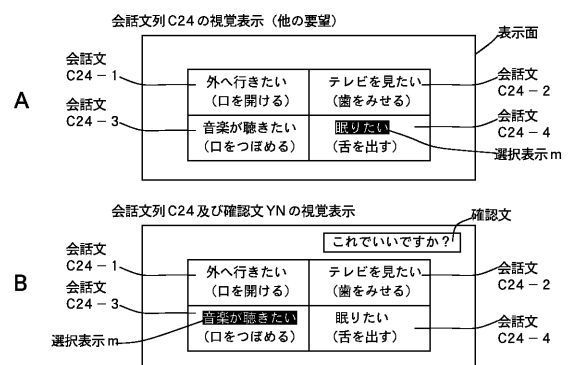 会話文列C24の視覚表示（他の要望）
表示面
会話文
C24－1
外へ行きたい
（口を開ける）
テレビを見たい
（歯をみせる）
会話文
C24－2
A
会話文
C24－3
音楽が聴きたい
（口をつぼめる）
眠りたい
（舌を出す）
会話文
C24－4
選択表示m
会話文列C24及び確認文YNの視覚表示
確認文
これでいいですか？
会話文
C24－1
外へ行きたい
（口を開ける）
テレビを見たい
（歯をみせる）
会話文
C24－2
B
会話文
C24－3
音楽が聴きたい
（口をつぼめる）
眠りたい
（舌を出す）
会話文
C24－4
選択表示m